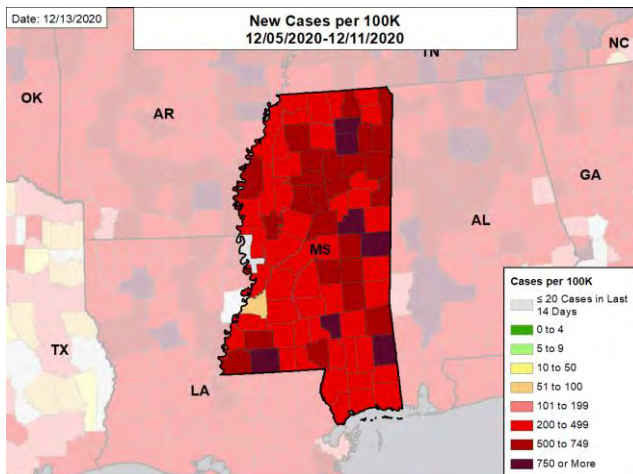 Date: 12/13/2020
New Cases per 100K
12/05/2020-12/11/2020
TN
NC
OK
AR
GA
MS
AL
TX
LA
Cases per 100K
≤ 20 Cases in Last
14 Days
0 to 4
5 to 9
10 to 50
51 to 100
101 to 199
200 to 499
500 to 749
750 or More